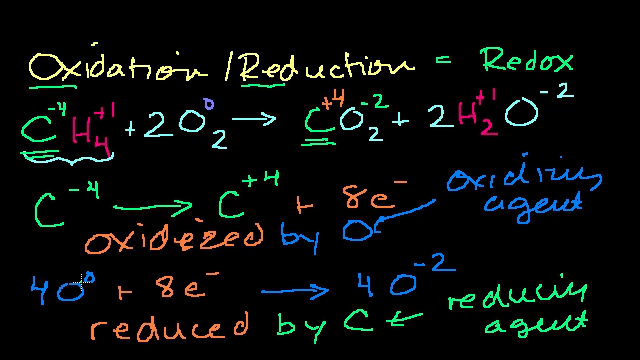 Oxidation / Reduction = Redox
C⁻⁴H₄⁺¹ + 2O₂⁰ → C⁺⁴O₂⁻² + 2H₂⁺¹O⁻²
C⁻⁴ → C⁺⁴ + 8e⁻
oxidizing agent
oxidized by O
4O⁰ + 8e⁻ → 4O⁻²
reduced by C ← reducing agent